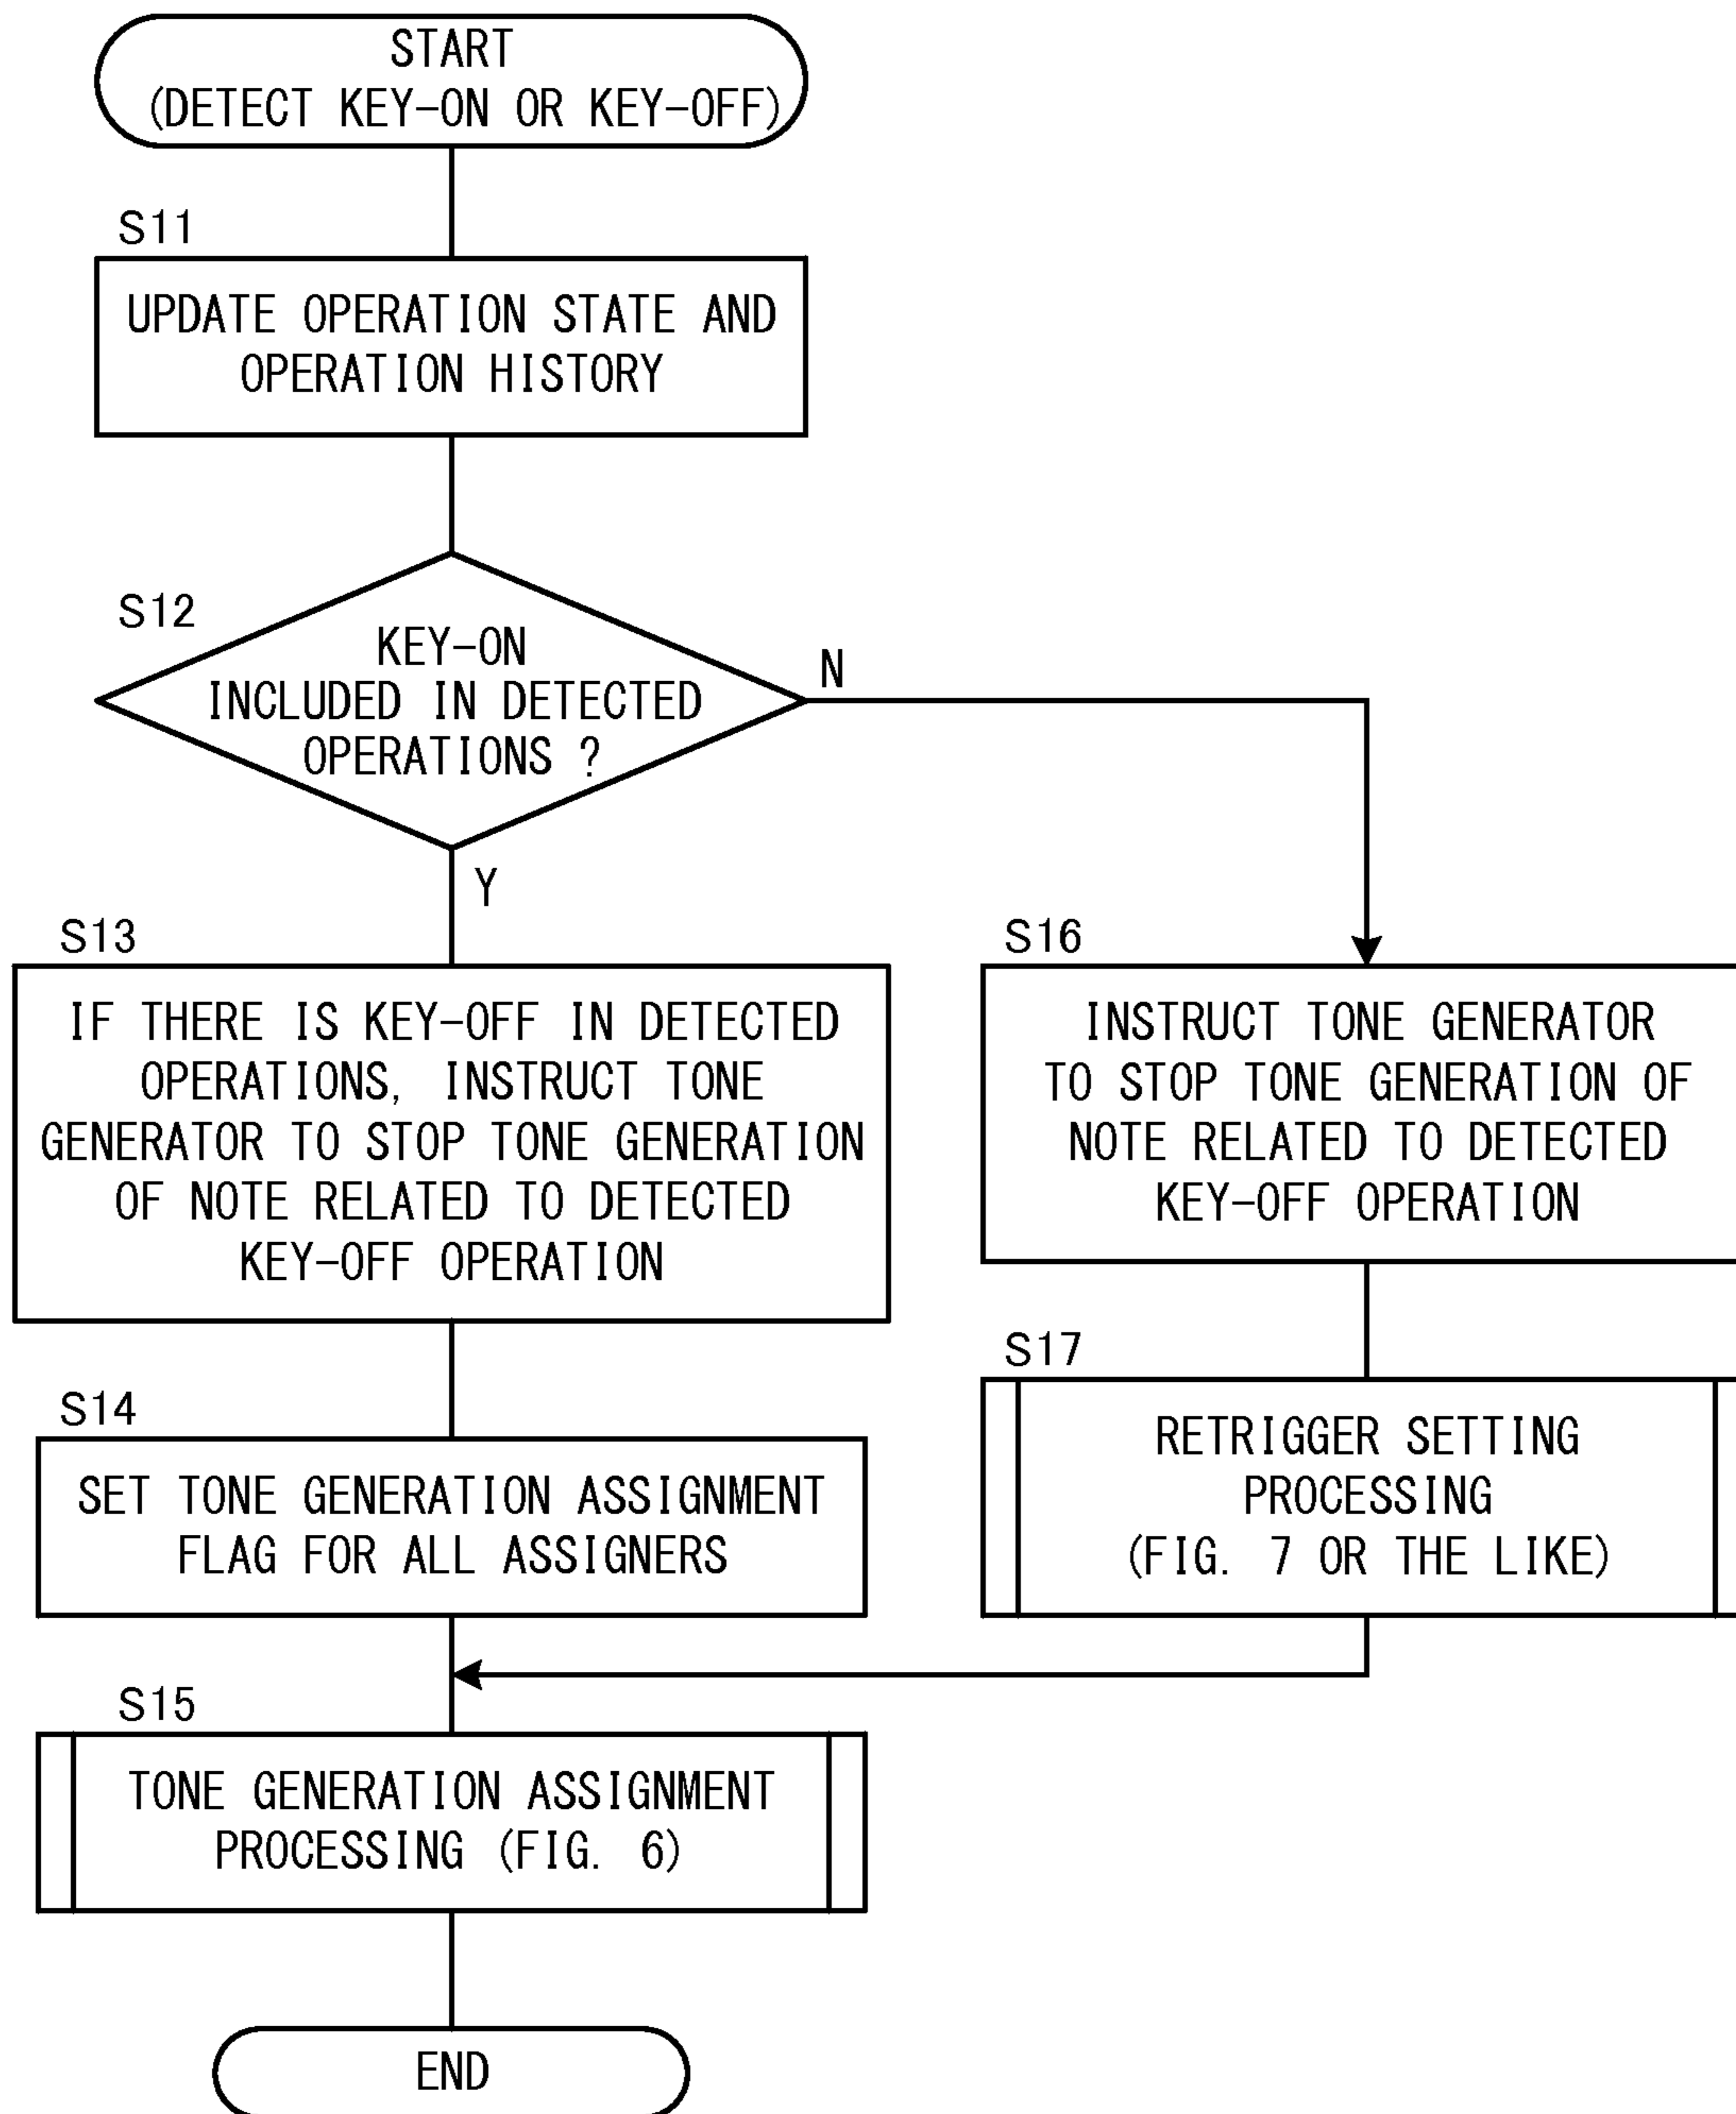 START
(DETECT KEY-ON OR KEY-OFF)
S11
UPDATE OPERATION STATE AND
OPERATION HISTORY
S12
KEY-ON
INCLUDED IN DETECTED
OPERATIONS ?
N
Y
S13
IF THERE IS KEY-OFF IN DETECTED
OPERATIONS, INSTRUCT TONE
GENERATOR TO STOP TONE GENERATION
OF NOTE RELATED TO DETECTED
KEY-OFF OPERATION
S16
INSTRUCT TONE GENERATOR
TO STOP TONE GENERATION OF
NOTE RELATED TO DETECTED
KEY-OFF OPERATION
S14
SET TONE GENERATION ASSIGNMENT
FLAG FOR ALL ASSIGNERS
S17
RETRIGGER SETTING
PROCESSING
(FIG. 7 OR THE LIKE)
S15
TONE GENERATION ASSIGNMENT
PROCESSING (FIG. 6)
END